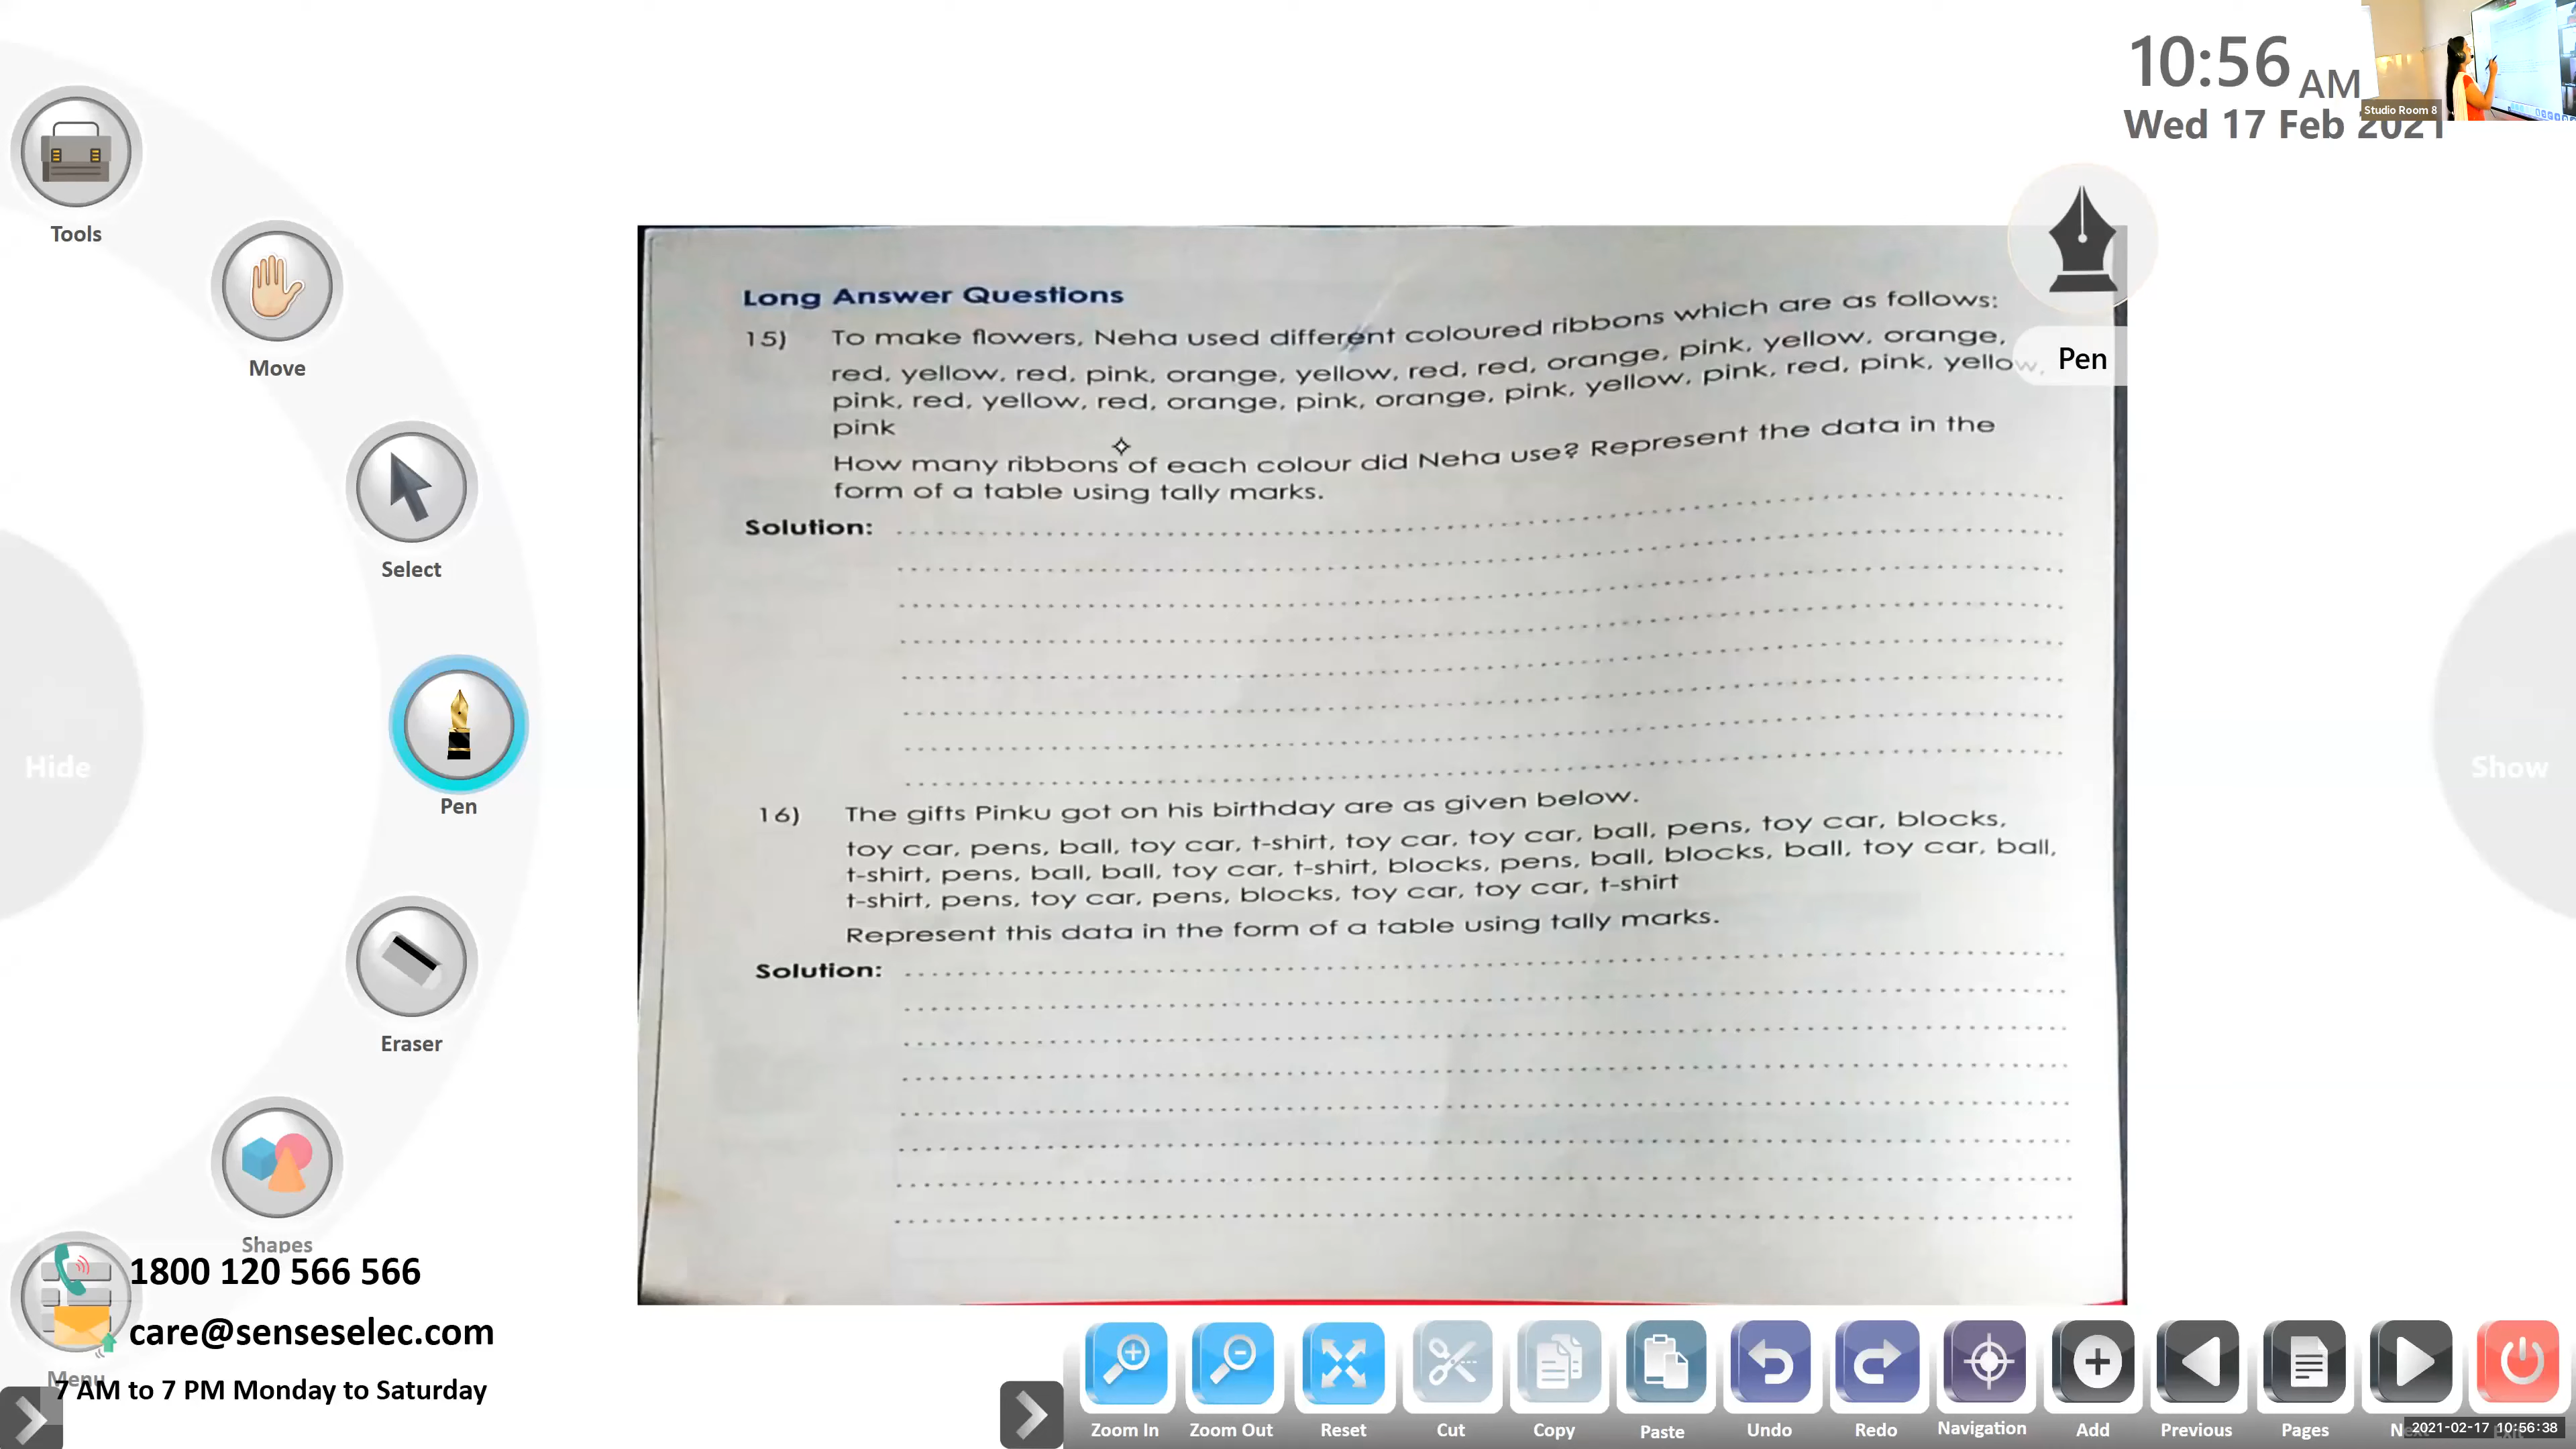 10:56 AM
Studio Room 8
Wed 17 Feb 2021
Tools
Move
Select
Hide
Pen
Eraser
Shapes
1800 120 566 566
care@senseselec.com
Menu
7 AM to 7 PM Monday to Saturday
Pen
Show
Long Answer Questions
15) To make flowers, Neha used different coloured ribbons which are as follows:
red, yellow, red, pink, orange, yellow, red, red, orange, pink, yellow, orange,
pink, red, yellow, red, orange, pink, orange, pink, yellow, pink, red, pink, yellow,
pink
How many ribbons of each colour did Neha use? Represent the data in the
form of a table using tally marks.
Solution:
16) The gifts Pinku got on his birthday are as given below.
toy car, pens, ball, toy car, t-shirt, toy car, toy car, ball, pens, toy car, blocks,
t-shirt, pens, ball, ball, toy car, t-shirt, blocks, pens, ball, blocks, ball, toy car, ball,
t-shirt, pens, toy car, pens, blocks, toy car, toy car, t-shirt
Represent this data in the form of a table using tally marks.
Solution:
Zoom In
Zoom Out
Reset
Cut
Copy
Paste
Undo
Redo
Navigation
Add
Previous
Pages
2021-02-17 10:56:38